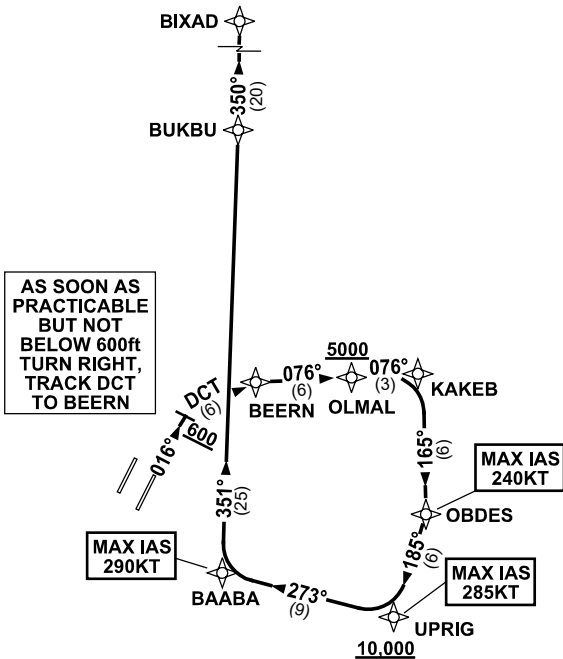 BIXAD
350°
(20)
BUKBU
AS SOON AS
PRACTICABLE
BUT NOT
BELOW 600ft
TURN RIGHT,
TRACK DCT
TO BEERN
DCT
(6)
600
016°
BEERN
076°
(6)
5000
OLMAL
076°
(3)
KAKEB
165°
(6)
MAX IAS
240KT
OBDES
185°
(6)
MAX IAS
285KT
UPRIG
10,000
273°
(9)
MAX IAS
290KT
BAABA
351°
(25)